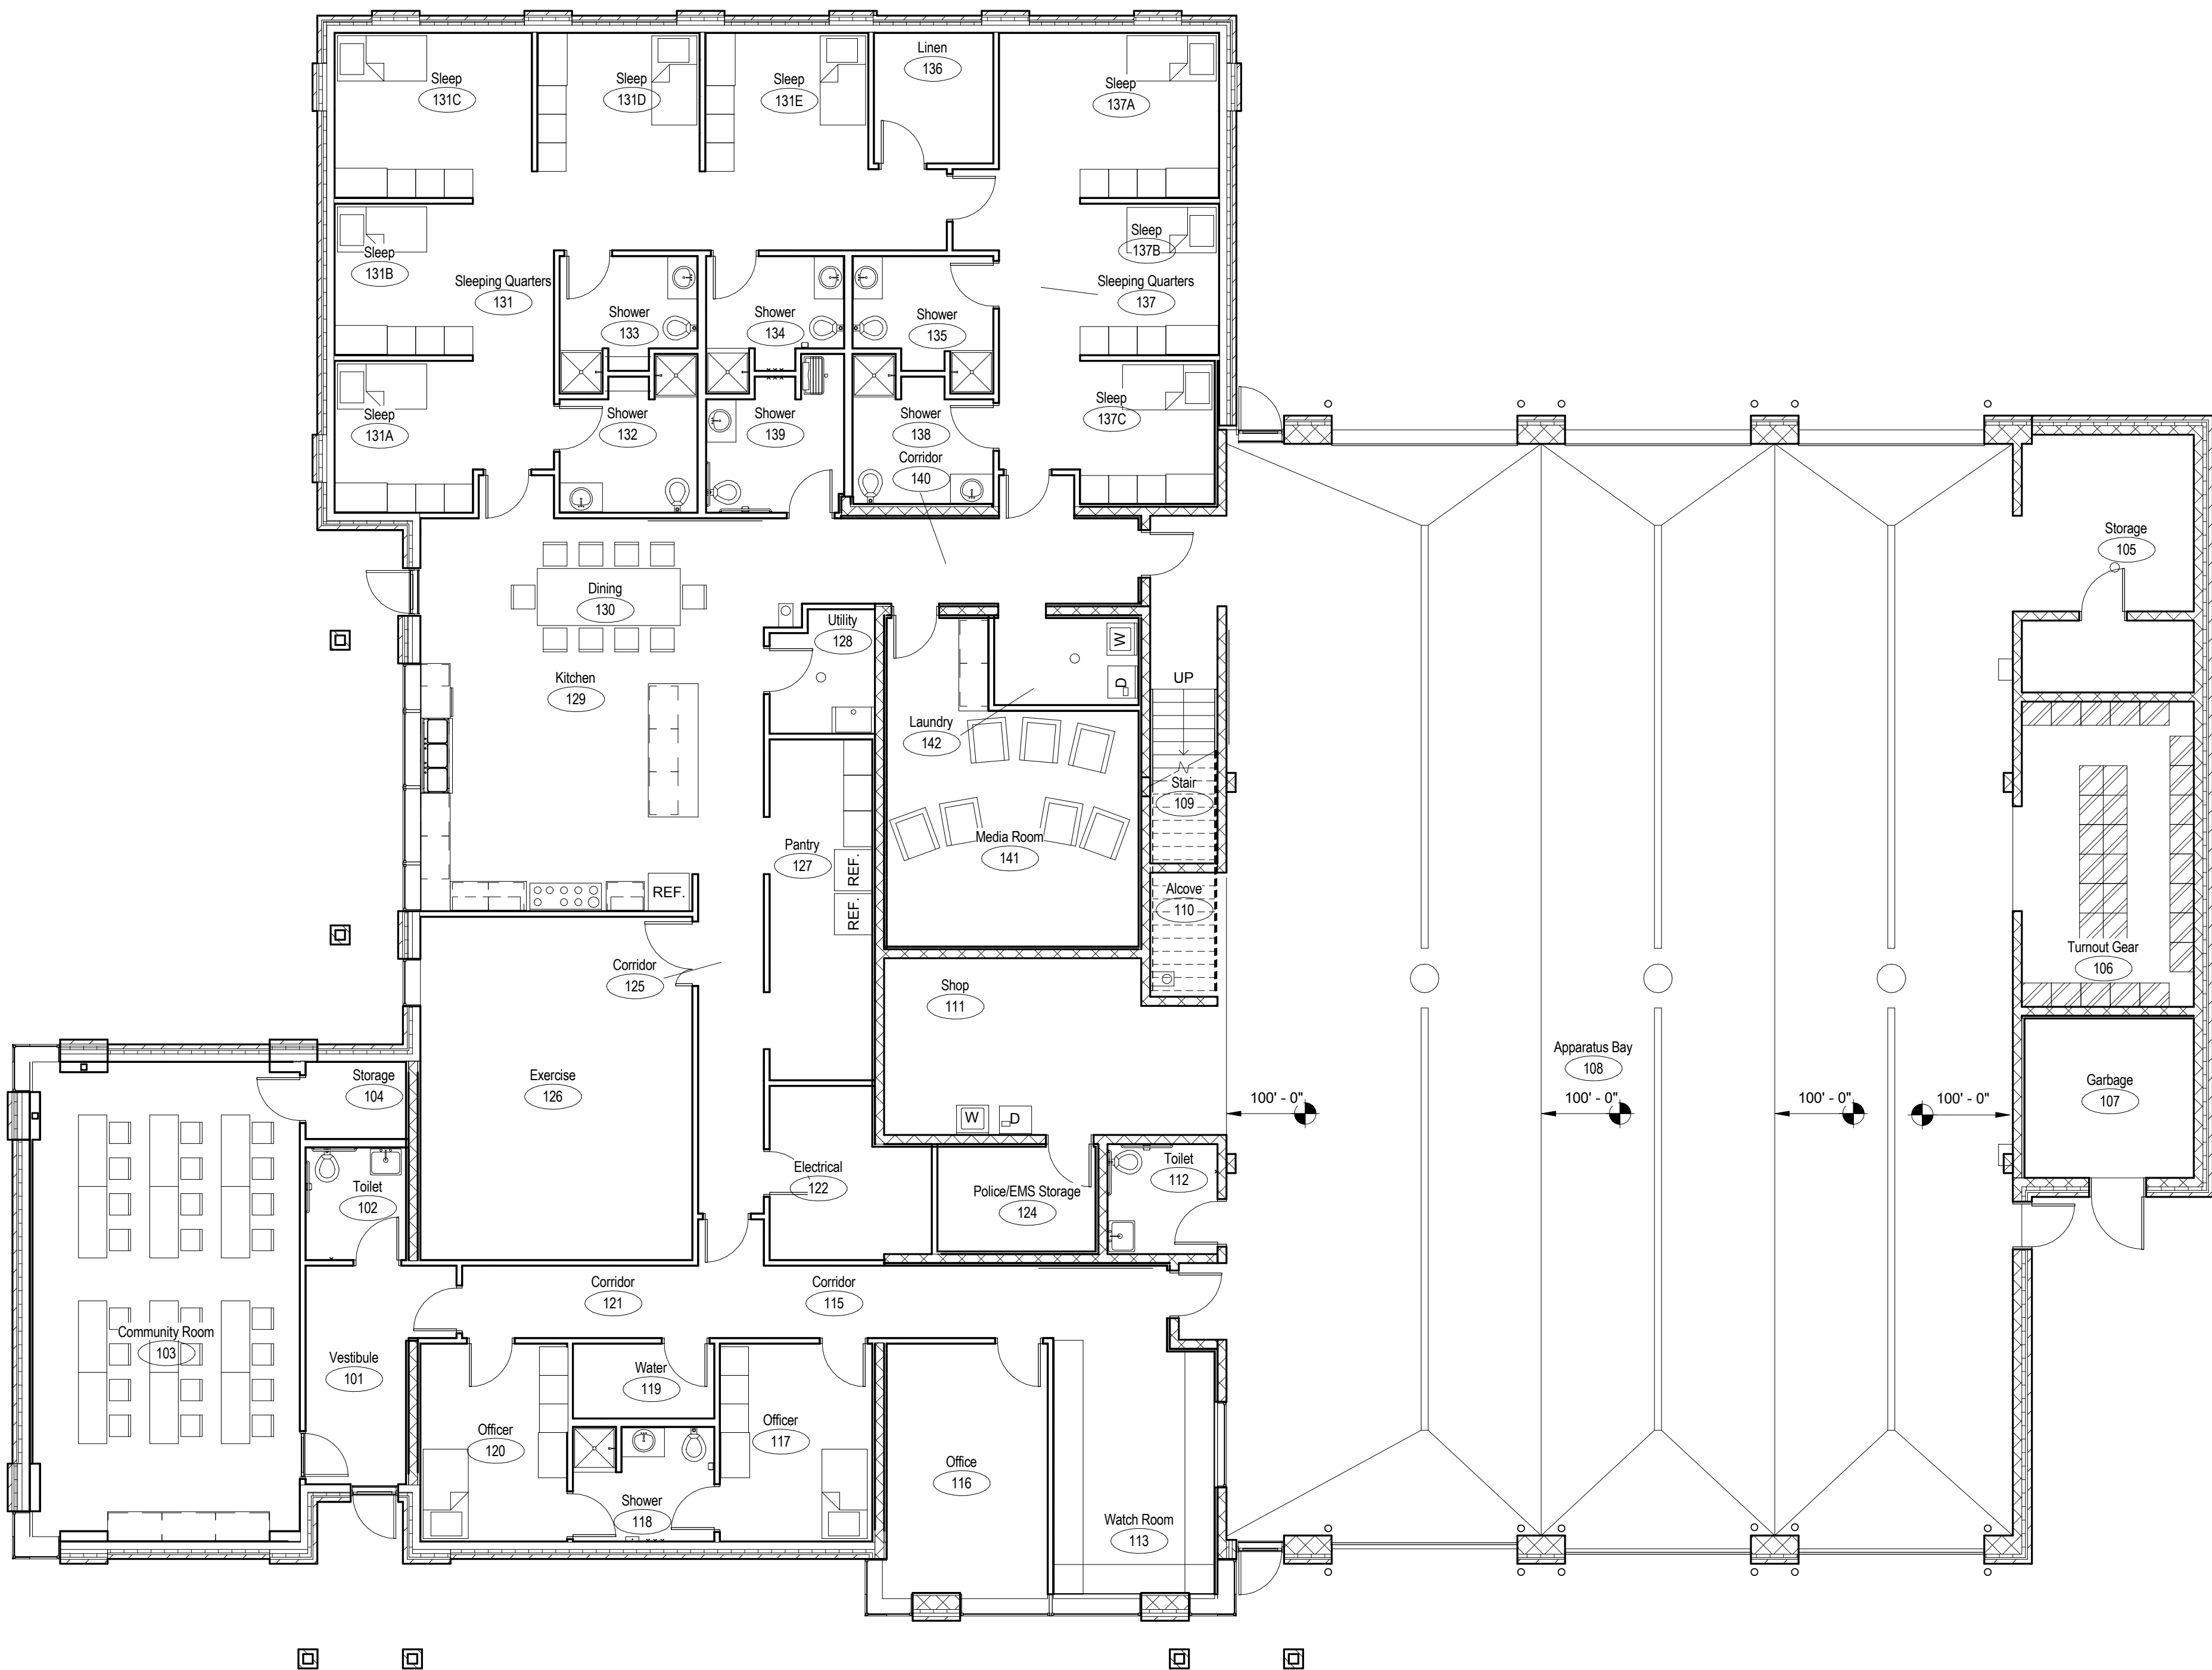 Linen
136
Sleep
131C
Sleep
131D
Sleep
131E
Sleep
137A
Sleep
131B
Sleep
137B
Sleeping Quarters
131
Sleeping Quarters
137
Shower
133
Shower
134
Shower
135
Sleep
131A
Shower
132
Shower
139
Shower
138
Sleep
137C
Corridor
140
Storage
105
Dining
130
Utility
128
W
D
UP
Kitchen
129
Laundry
142
Stair
109
Pantry
127
REF.
REF.
REF.
Media Room
141
Alcove
110
Turnout Gear
106
Corridor
125
Shop
111
Apparatus Bay
108
Storage
104
Exercise
126
Garbage
107
100' - 0"
100' - 0"
100' - 0"
100' - 0"
W
D
Toilet
102
Electrical
122
Police/EMS Storage
124
Toilet
112
Corridor
121
Corridor
115
Community Room
103
Vestibule
101
Water
119
Officer
120
Officer
117
Office
116
Shower
118
Watch Room
113